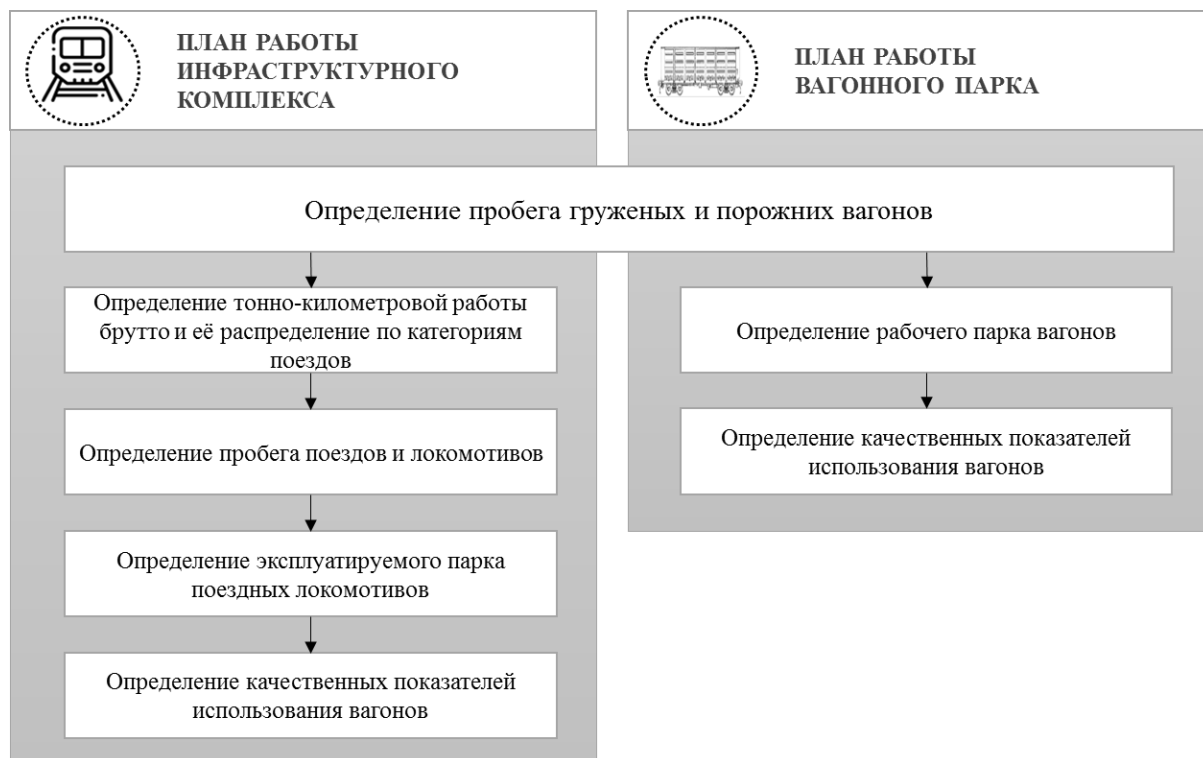 ПЛАН РАБОТЫ
ИНФРАСТРУКТУРНОГО
КОМПЛЕКСА
ПЛАН РАБОТЫ
ВАГОННОГО ПАРКА
Определение пробега груженых и порожних вагонов
Определение тонно-километровой работы
брутто и её распределение по категориям
поездов
Определение пробега поездов и локомотивов
Определение эксплуатируемого парка
поездных локомотивов
Определение качественных показателей
использования вагонов
Определение рабочего парка вагонов
Определение качественных показателей
использования вагонов